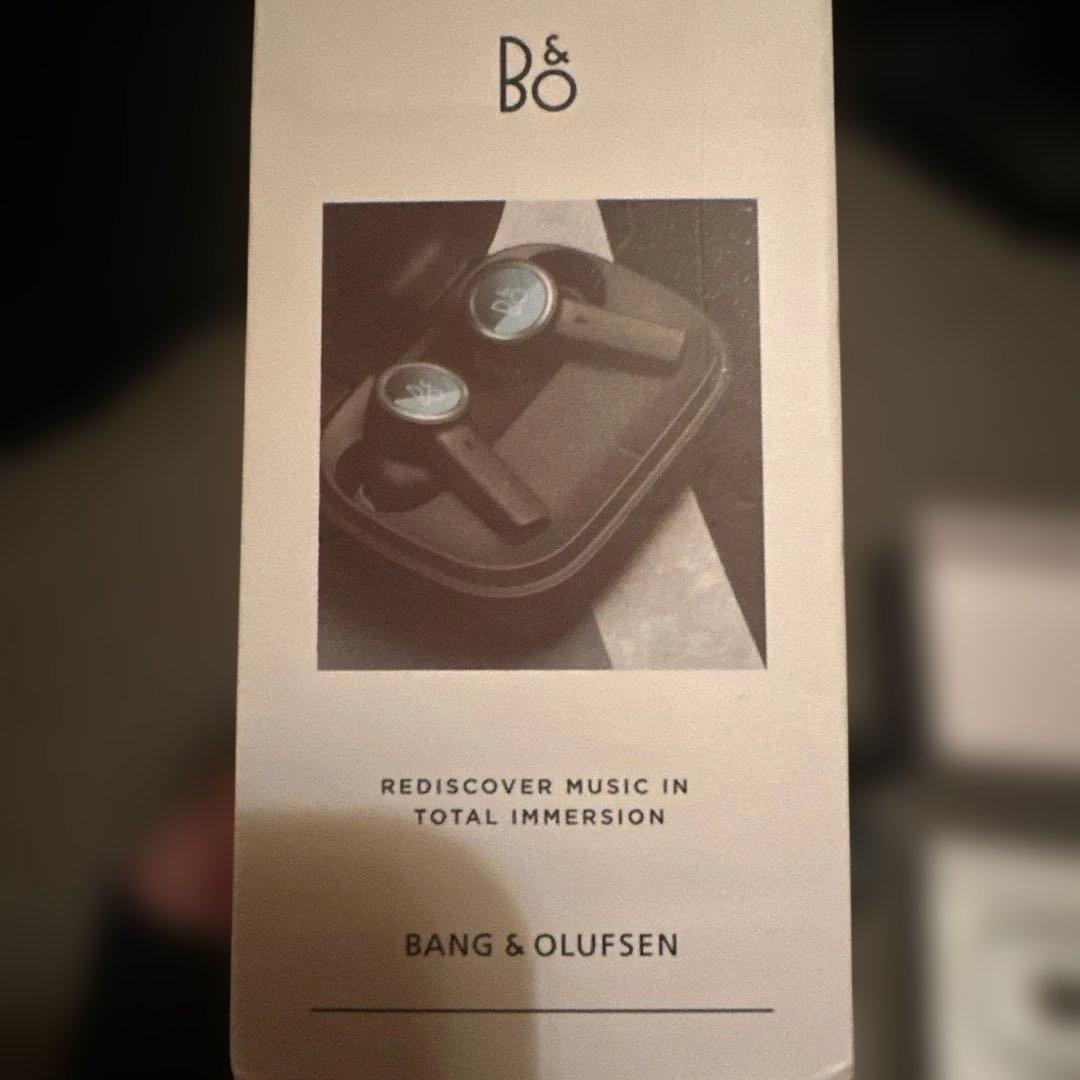 B&O
B&O
REDISCOVER MUSIC IN
TOTAL IMMERSION
BANG & OLUFSEN